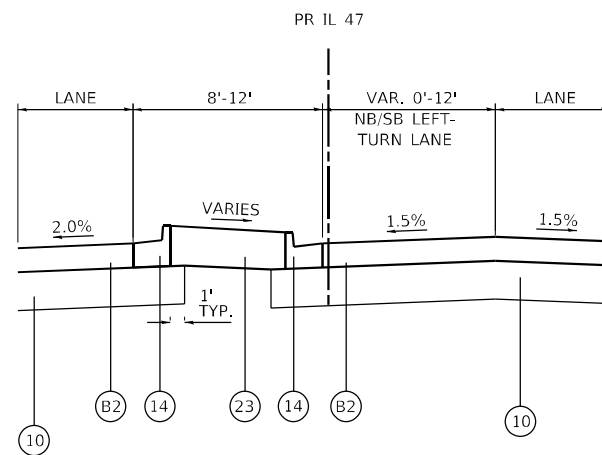 PR IL 47
LANE
8'-12'
VAR. 0'-12'
LANE
NB/SB LEFT-
TURN LANE
VARIES
2.0%
1.5%
1.5%
1'
TYP.
B2
14
23
14
B2
10
10